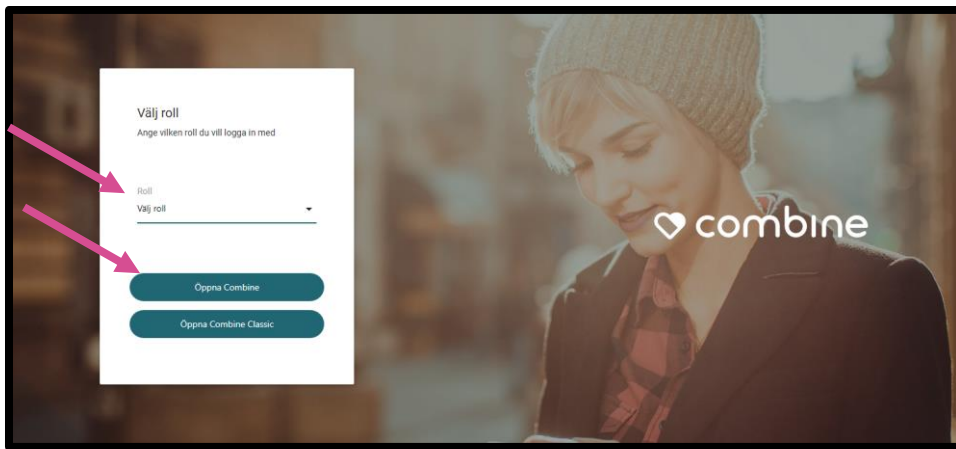 Välj roll
Ange vilken roll du vill logga in med
Roll
Välj roll
Öppna Combine
Öppna Combine Classic
combine